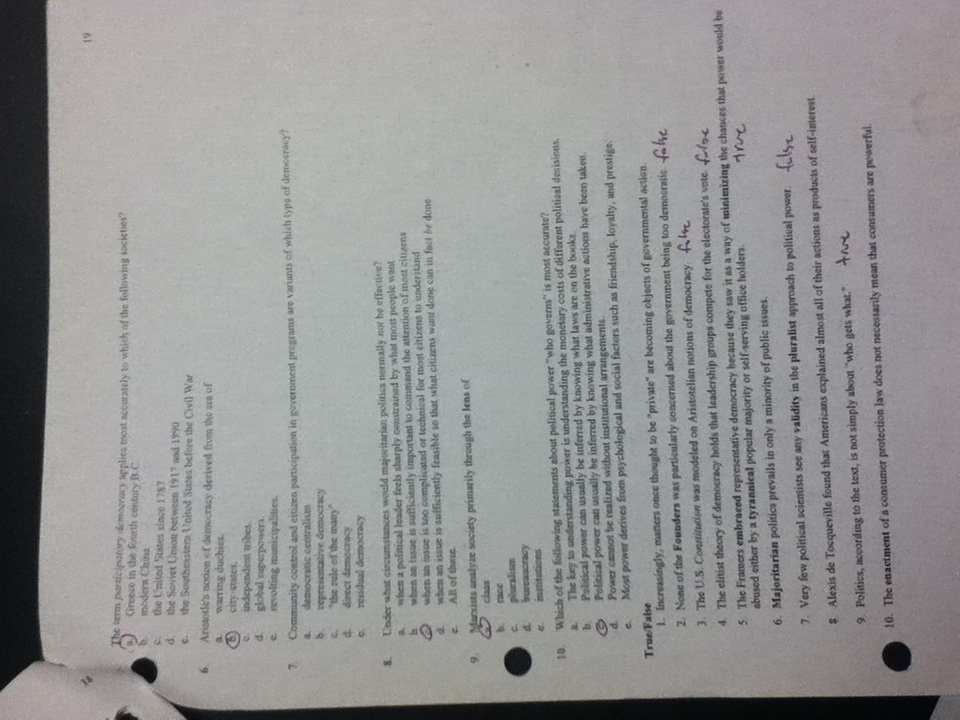 19
The term participatory democracy applies most accurately to which of the following societies?
a. Greece in the fourth century B.C.
b. modern China
c. the United States since 1787
d. the Soviet Union between 1917 and 1990
e. the Southeastern United States before the Civil War
6. Aristotle's notion of democracy derived from the era of
a. warring duchies.
b. city-states.
c. independent tribes.
d. global superpowers.
e. revolting municipalities.
7. Community control and citizen participation in government programs are variants of which type of democracy?
a. democratic centralism
b. representative democracy
c. "the rule of the many"
d. direct democracy
e. residual democracy
8. Under what circumstances would majoritarian politics normally not be effective?
a. when a political leader feels sharply constrained by what most people want
b. when an issue is sufficiently important to command the attention of most citizens
c. when an issue is too complicated or technical for most citizens to understand
d. when an issue is sufficiently feasible so that what citizens want done can in fact be done
e. All of these.
9. Marxists analyze society primarily through the lens of
a. class
b. race
c. pluralism
d. bureaucracy
e. institutions
10. Which of the following statements about political power "who governs" is most accurate?
a. The key to understanding power is understanding the monetary costs of different political decisions.
b. Political power can usually be inferred by knowing what laws are on the books.
c. Political power can usually be inferred by knowing what administrative actions have been taken.
d. Power cannot be realized without institutional arrangements.
e. Most power derives from psychological and social factors such as friendship, loyalty, and prestige.
True/False
1. Increasingly, matters once thought to be "private" are becoming objects of governmental action.
2. None of the Founders was particularly concerned about the government being too democratic. false
3. The U.S. Constitution was modeled on Aristotelian notions of democracy. false
4. The elitist theory of democracy holds that leadership groups compete for the electorate's vote. false
5. The Framers embraced representative democracy because they saw it as a way of minimizing the chances that power would be
abused either by a tyrannical popular majority or self-serving office holders. true
6. Majoritarian politics prevails in only a minority of public issues.
7. Very few political scientists see any validity in the pluralist approach to political power. false
8. Alexis de Tocqueville found that Americans explained almost all of their actions as products of self-interest.
9. Politics, according to the text, is not simply about "who gets what." true
10. The enactment of a consumer protection law does not necessarily mean that consumers are powerful.